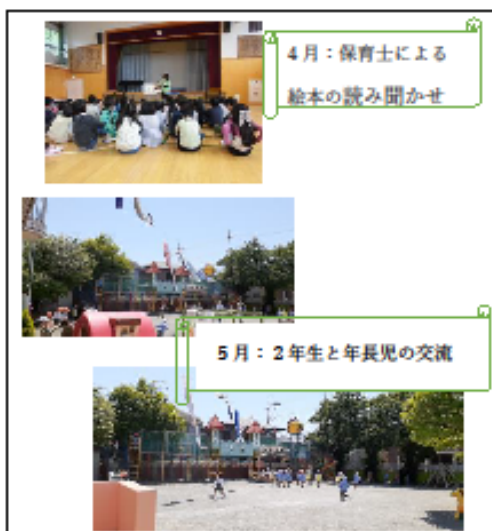 4月：保育士による
絵本の読み聞かせ
5月：2年生と年長児の交流